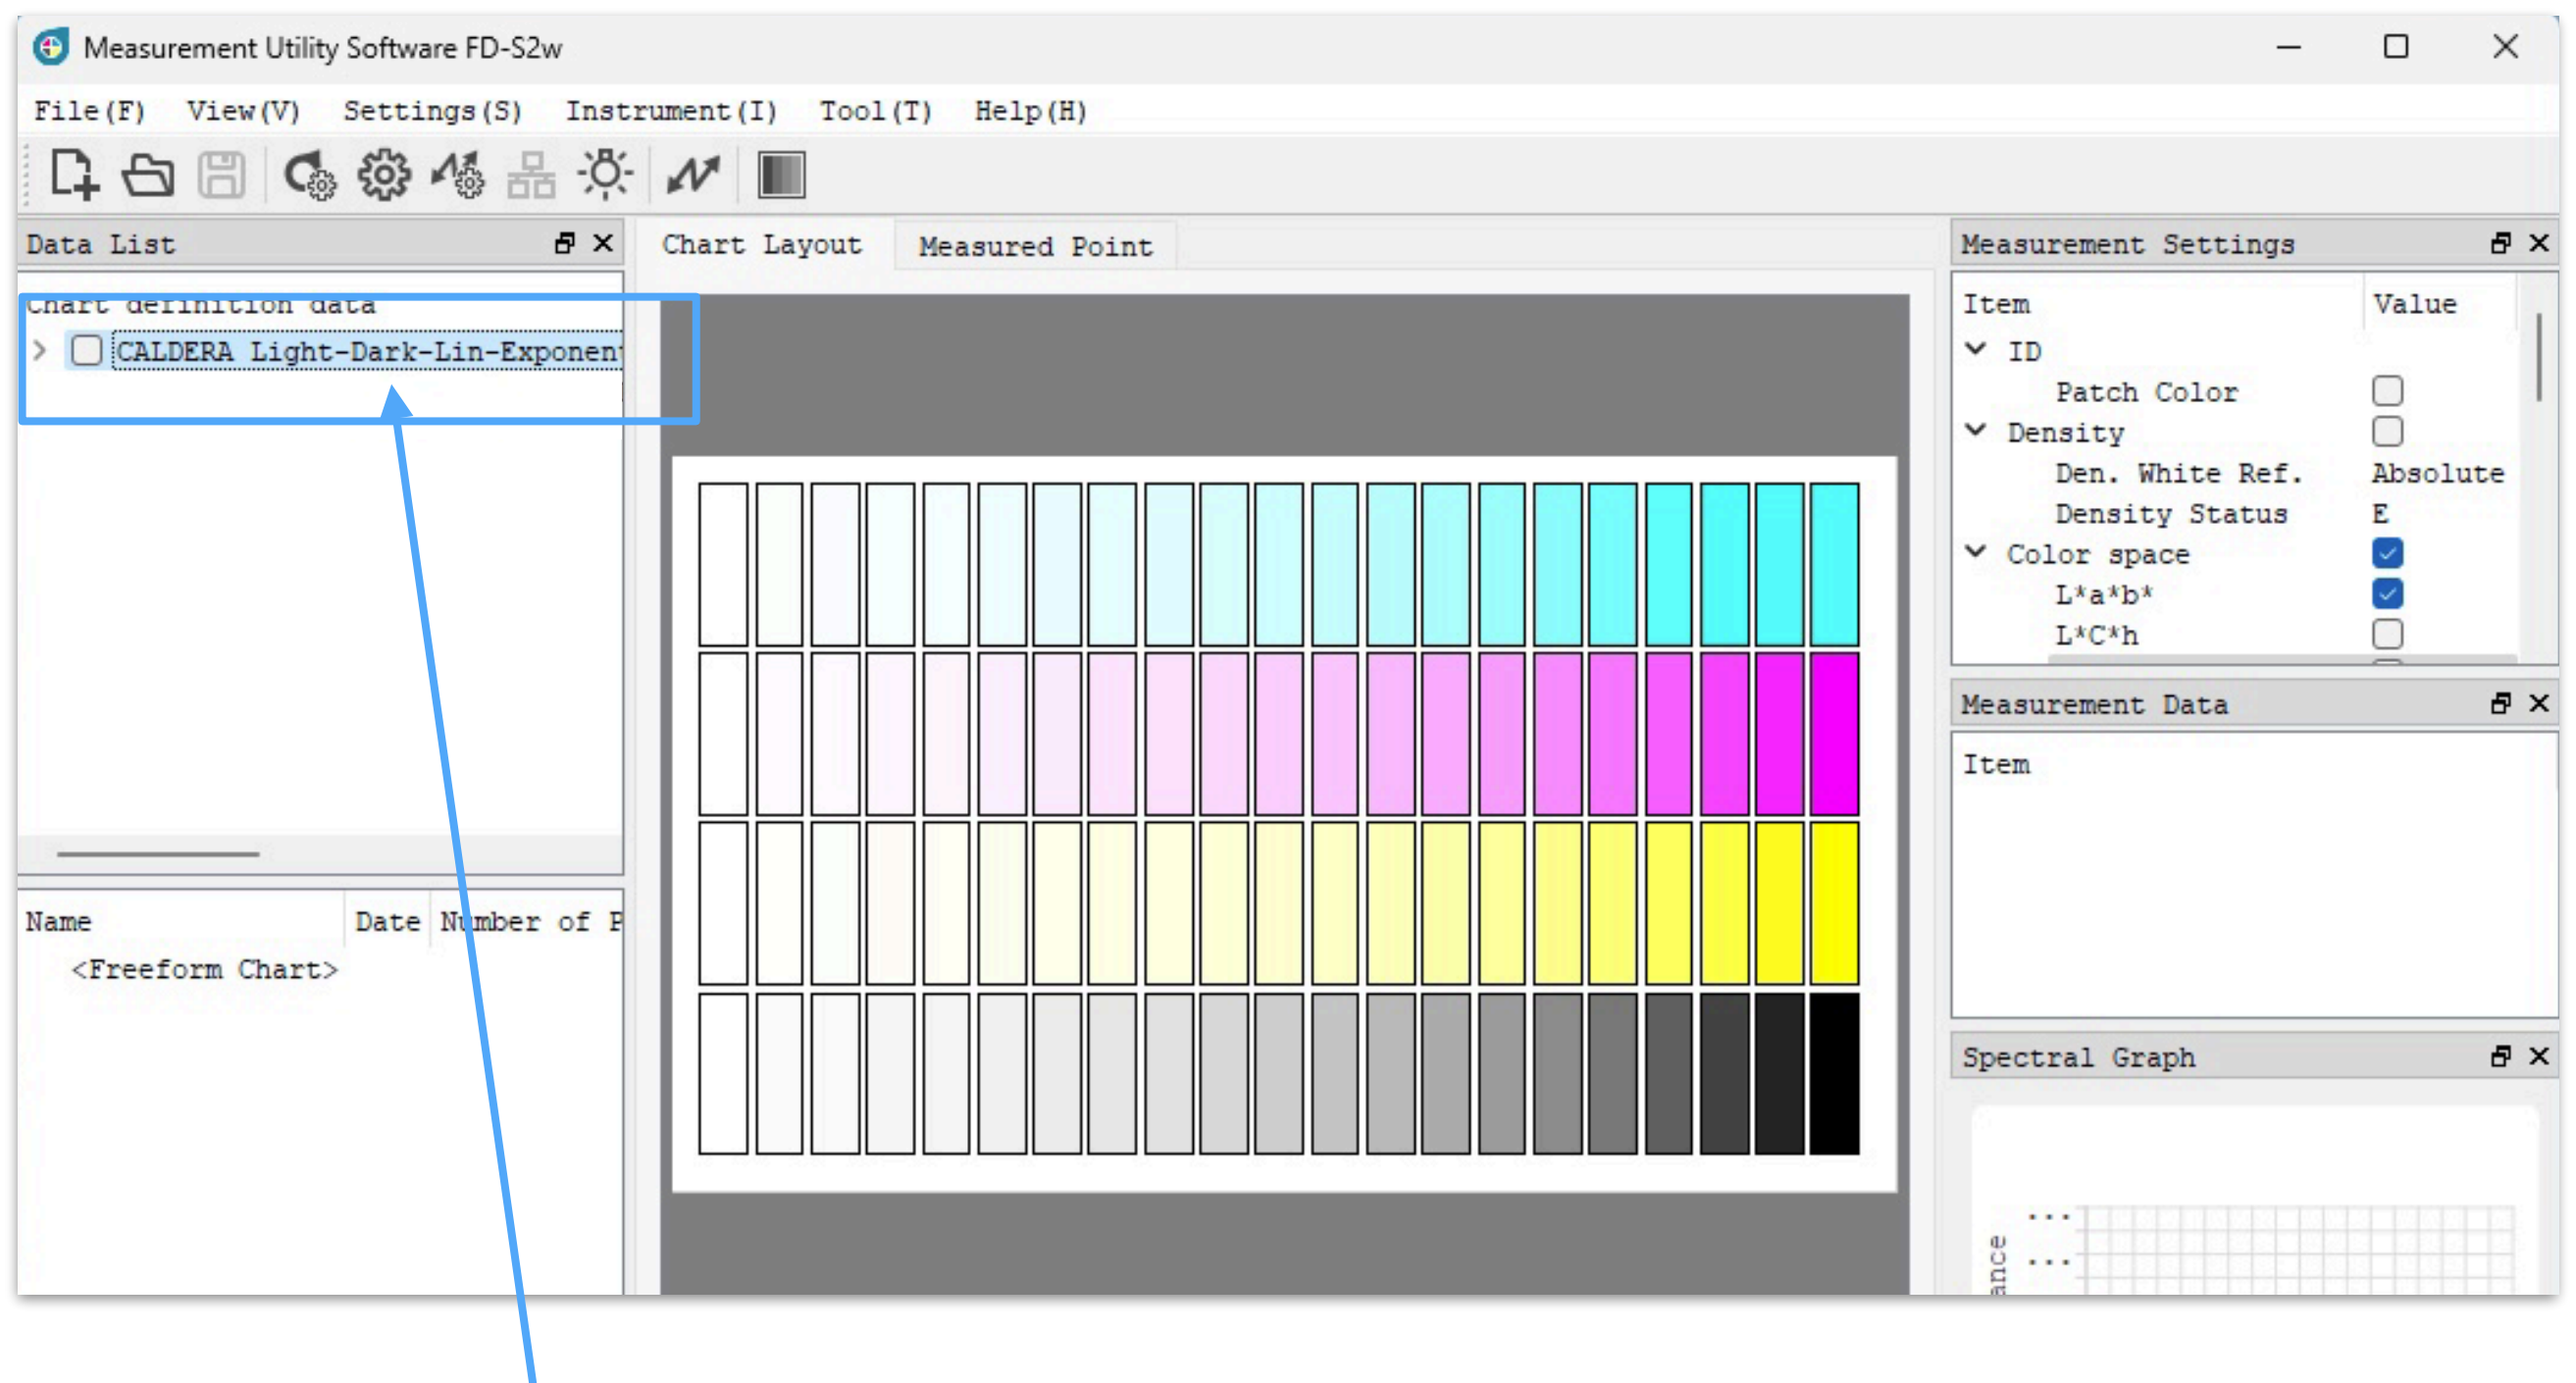 Measurement Utility Software FD-S2w
File(F) View(V) Settings(S) Instrument(I) Tool(T) Help(H)
Data List
Chart definition data
CALDERA Light-Dark-Lin-Exponen
Name Date Number of P
<Freeform Chart>
Chart Layout Measured Point
Measurement Settings
Item Value
ID
Patch Color
Density
Den. White Ref. Absolute
Density Status E
Color space
L*a*b*
L*C*h
Measurement Data
Item
Spectral Graph
...
...
ance